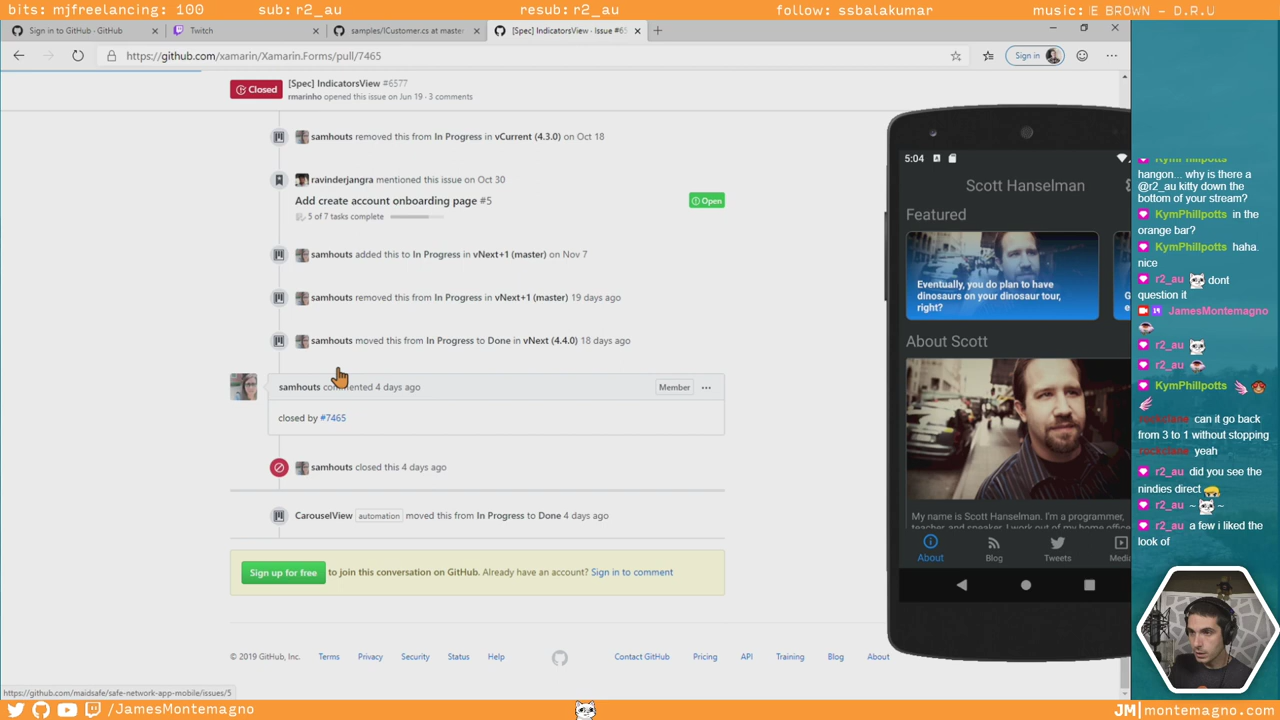 bits: mjfreelancing: 100
sub: r2_au
resub: r2_au
follow: ssbalakumar
music: E BROWN - D.R.U
Sign in to GitHub · GitHub
Twitch
samples/ICustomer.cs at master
[Spec] IndicatorsView · Issue #65
https://github.com/xamarin/Xamarin.Forms/pull/7465
Sign in
Closed
[Spec] IndicatorsView #6577
rmarinho opened this issue on Jun 19 · 3 comments
samhouts removed this from In Progress in vCurrent (4.3.0) on Oct 18
ravinderjangra mentioned this issue on Oct 30
Add create account onboarding page #5
Open
5 of 7 tasks complete
samhouts added this to In Progress in vNext+1 (master) on Nov 7
samhouts removed this from In Progress in vNext+1 (master) 19 days ago
samhouts moved this from In Progress to Done in vNext (4.4.0) 18 days ago
samhouts commented 4 days ago
Member
closed by #7465
samhouts closed this 4 days ago
CarouselView automation moved this from In Progress to Done 4 days ago
Sign up for free to join this conversation on GitHub. Already have an account? Sign in to comment
© 2019 GitHub, Inc.
Terms
Privacy
Security
Status
Help
Contact GitHub
Pricing
API
Training
Blog
About
https://github.com/maidsafe/safe-network-app-mobile/issues/5
5:04
Scott Hanselman
Featured
Eventually, you do plan to have
dinosaurs on your dinosaur tour,
right?
About Scott
My name is Scott Hanselman. I'm a programmer,
teacher, and speaker. I work out of my home office
About
Blog
Tweets
Media
KymPhillpotts
hangon... why is there a
@r2_au kitty down the
bottom of your stream?
KymPhillpotts in the
orange bar?
KymPhillpotts haha.
nice
r2_au dont
question it
JamesMontemagno
r2_au
r2_au
KymPhillpotts
can it go back
from 3 to 1 without stopping
yeah
r2_au did you see the
nindies direct
r2_au ~ ~
r2_au a few i liked the
look of
/JamesMontemagno
JM montemagno.com